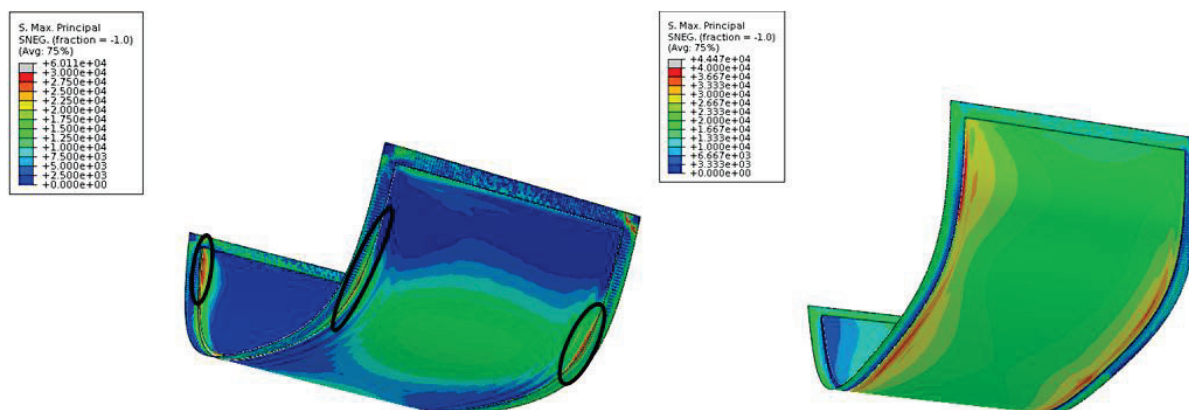 S. Max. Principal
SNEG, (fraction = -1.0)
(Avg: 75%)
+6.011e+04
+3.000e+04
+2.750e+04
+2.500e+04
+2.250e+04
+2.000e+04
+1.750e+04
+1.500e+04
+1.250e+04
+1.000e+04
+7.500e+03
+5.000e+03
+2.500e+03
+0.000e+00
S. Max. Principal
SNEG, (fraction = -1.0)
(Avg: 75%)
+4.447e+04
+4.000e+04
+3.667e+04
+3.333e+04
+3.000e+04
+2.667e+04
+2.333e+04
+2.000e+04
+1.667e+04
+1.333e+04
+1.000e+04
+6.667e+03
+3.333e+03
+0.000e+00